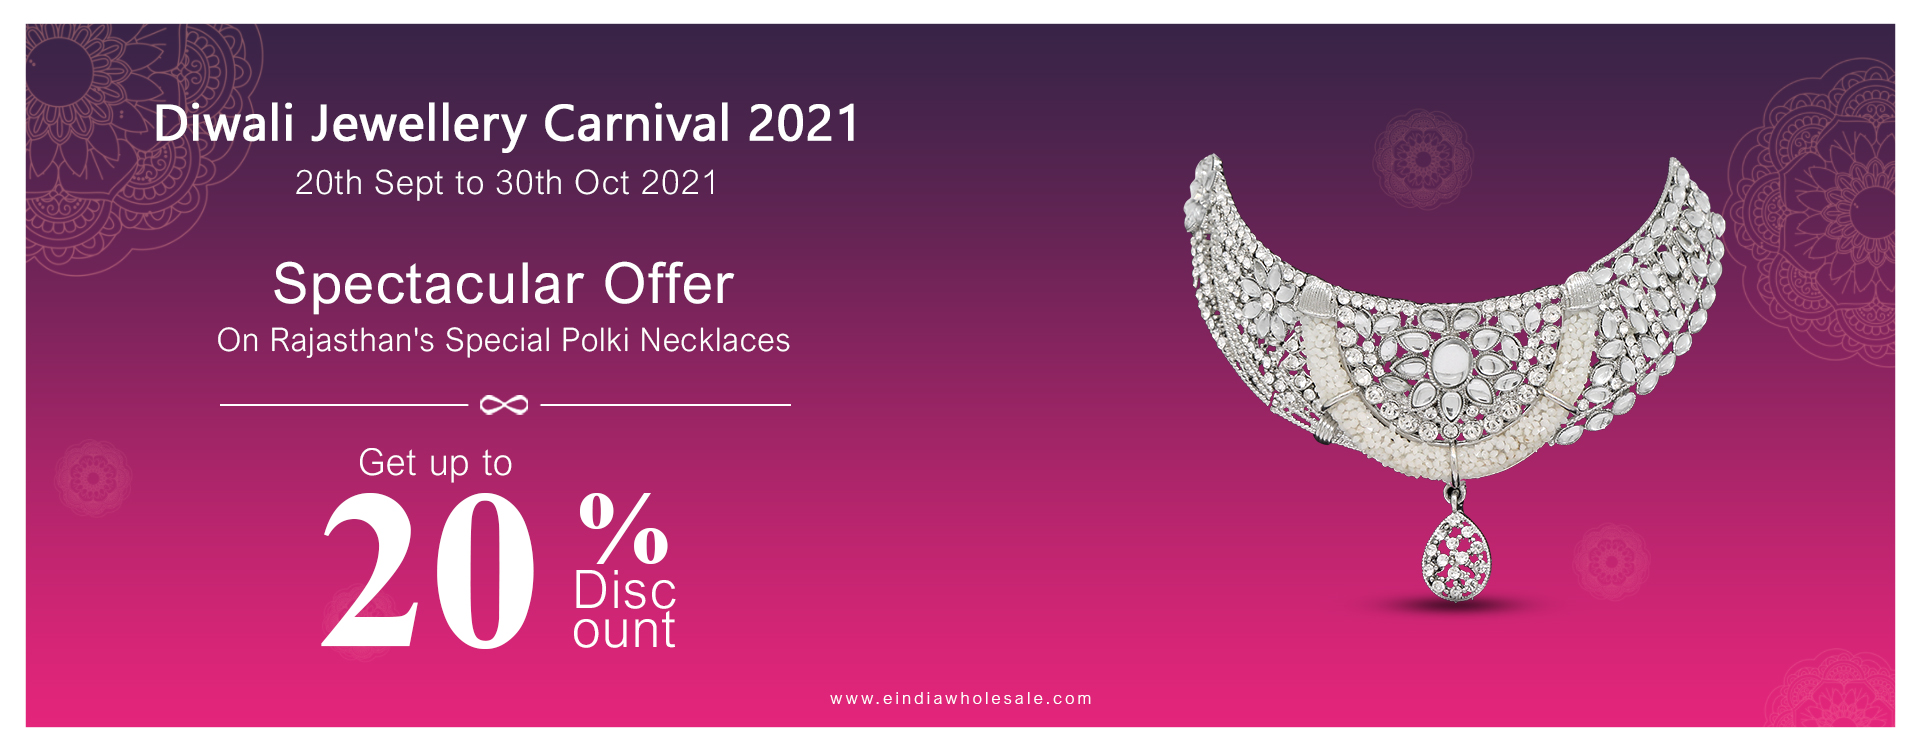 Diwali Jewellery Carnival 2021
20th Sept to 30th Oct 2021
Spectacular Offer
On Rajasthan's Special Polki Necklaces
Get up to
20 %
Disc
ount
www.eindiawholesale.com